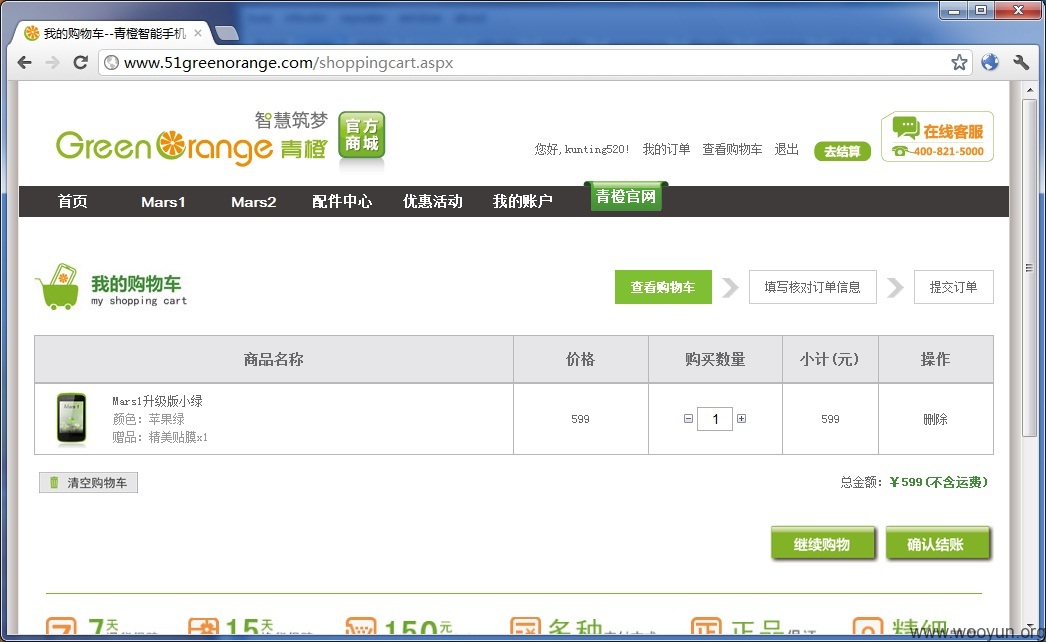 我的购物车--青橙智能手机
www.51greenorange.com/shoppingcart.aspx
智慧筑梦
Green Orange 青橙
官方商城
您好,kunting520! 我的订单 查看购物车 退出 去结算
在线客服
400-821-5000
首页 Mars1 Mars2 配件中心 优惠活动 我的账户 青橙官网
我的购物车
my shopping cart
查看购物车 填写核对订单信息 提交订单
商品名称 价格 购买数量 小计(元) 操作
Mars1升级版小绿
颜色: 苹果绿
赠品: 精美贴膜x1
599 1 599 删除
清空购物车
总金额: ¥599(不含运费)
继续购物 确认结账
7天 15天 150元 多种 正品 精细
www.wooyun.org